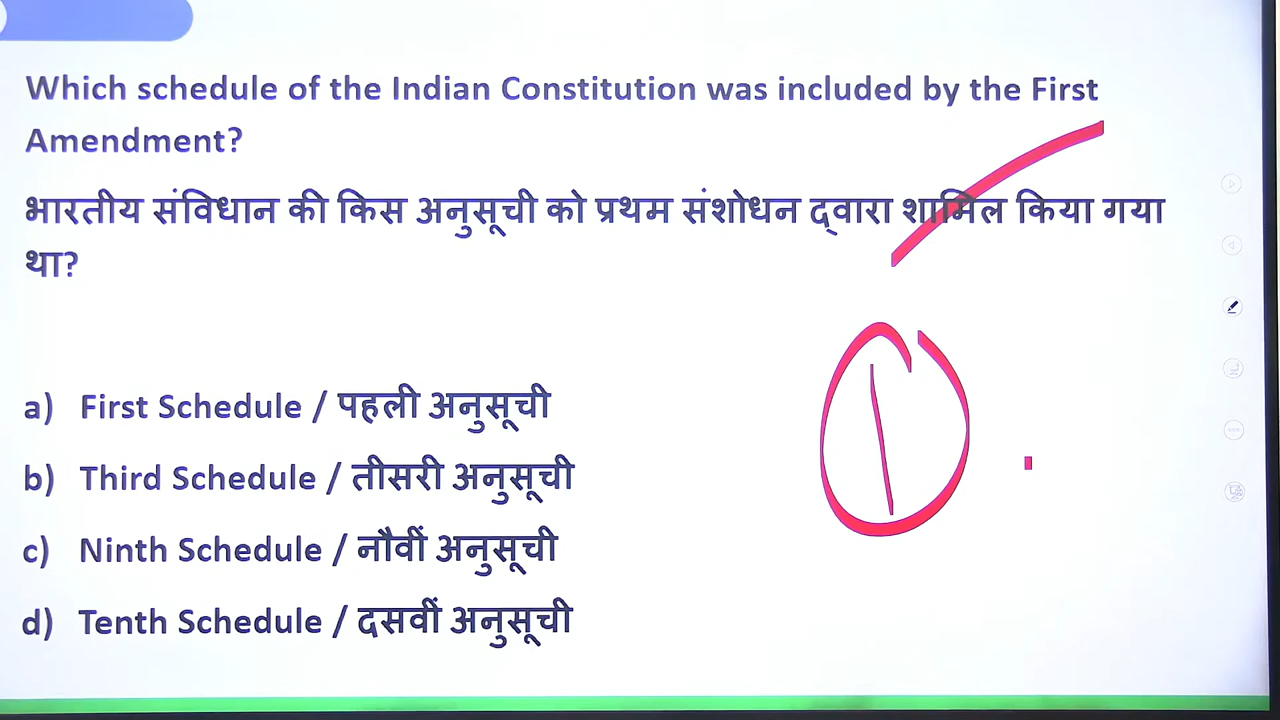 Which schedule of the Indian Constitution was included by the First
Amendment?
भारतीय संविधान की किस अनुसूची को प्रथम संशोधन द्वारा शामिल किया गया
था?
1
a) First Schedule / पहली अनुसूची
b) Third Schedule / तीसरी अनुसूची
c) Ninth Schedule / नौवीं अनुसूची
d) Tenth Schedule / दसवीं अनुसूची